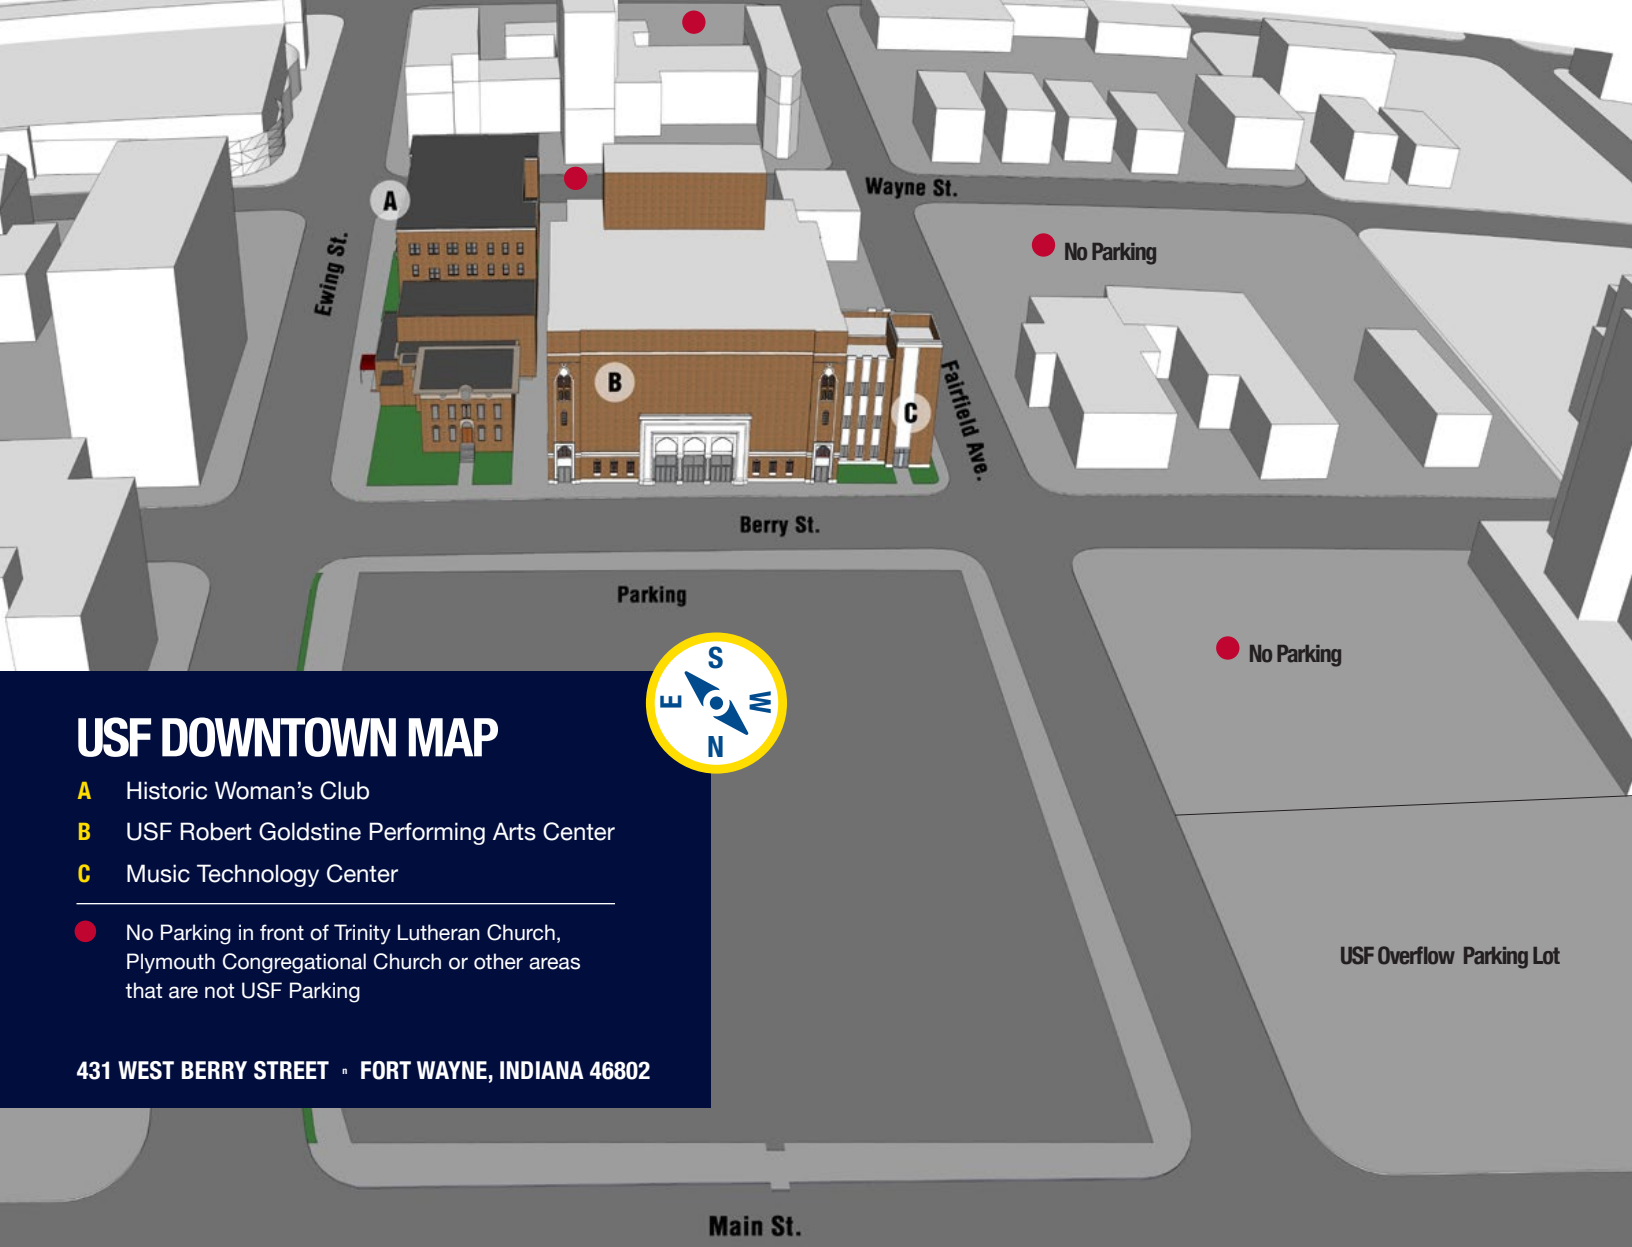 A
Wayne St.
Ewing St.
No Parking
B
C
Fairfield Ave.
Berry St.
Parking
No Parking
S
E
W
N
USF DOWNTOWN MAP
A Historic Woman's Club
B USF Robert Goldstine Performing Arts Center
C Music Technology Center
No Parking in front of Trinity Lutheran Church,
Plymouth Congregational Church or other areas
that are not USF Parking
USF Overflow Parking Lot
431 WEST BERRY STREET n FORT WAYNE, INDIANA 46802
Main St.